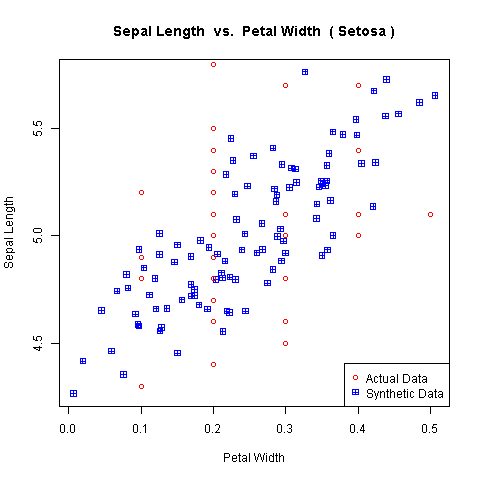 Sepal Length vs. Petal Width ( Setosa )
5.5
5.0
4.5
Sepal Length
Actual Data
Synthetic Data
0.0 0.1 0.2 0.3 0.4 0.5
Petal Width